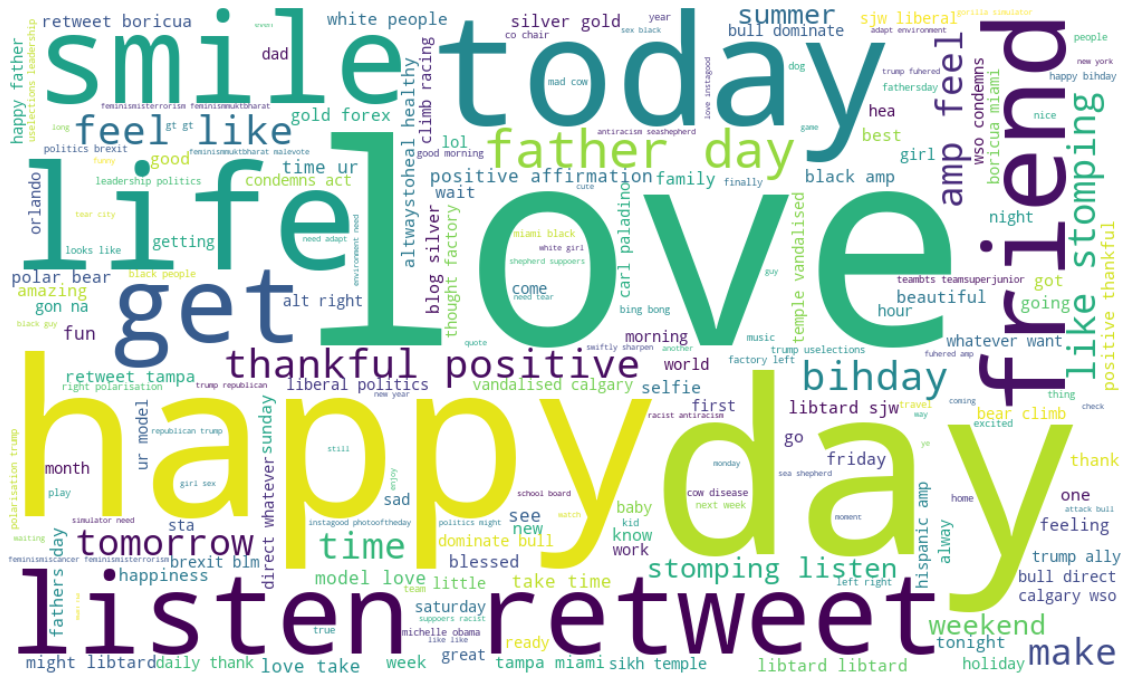 retweet boricua
white people
silver gold
co chair
year
sex black
summer
bull dominate
sjw liberal
gorilla simulator
adapt environment
smile
today
friend
dad
happy father
uselections leadership
mad cow
love instagood
dog
trump fuhered
fathersday
hea
amp feel
wso condemns
people
new york
happy bihday
nice
boricua miami
feminismisterrorism feminismmuktbharat
gold forex
feel like
gt gt
long
politics brexit
feminismmuktbharat malevote
funny
good
time ur
altwaystoheal healthy
climb racing
lol
good morning
antiracism seashepherd
game
father day
best
girl
like stomping
leadership politics
condemns act
positive affirmation
family
cute
finally
black amp
wait
orlando
life
love
tear city
looks like
getting
need adapt
environment need
miami black
white girl
shepherd suppoers
carl paladino
temple vandalised
guy
night
positive thankful
polar bear
black people
amazing
gon na
alt right
blog silver
thought factory
come
need tear
bing bong
teambts teamsuperjunior
beautiful
hour
got
going
get
fun
black guy
quote
swiftly sharpen
morning
another
music
thankful positive
world
trump uselections
factory left
fuhered amp
whatever want
retweet tampa
right polarisation
trump republican
liberal politics
new year
vandalised calgary
selfie
bihday
thing
happy
day
polarisation trump
republican trump
ur model
sunday
racist antiracism
first
libtard sjw
travel
way
coming
bear climb
check
excited
still
go
friday
ye
thank
month
girl sex
sad
enjoy
monday
sea shepherd
play
school board
cow disease
next week
home
one
attack bull
simulator need
sta
direct whatever
instagood photooftheday
politics might
watch
see
new
baby
kid
know
work
moment
feeling
waiting
tomorrow
time
dominate bull
hispanic amp
alway
feminismiscancer feminismisterrorism
brexit blm
blessed
stomping listen
trump ally
fathers day
happiness
model love
team
little
take time
left right
bull direct
calgary wso
listen retweet
saturday
suppoers racist
true
michelle obama
like like
ready
weekend
tonight
make
might libtard
daily thank
love take
week
great
tampa miami
sikh temple
libtard libtard
holiday